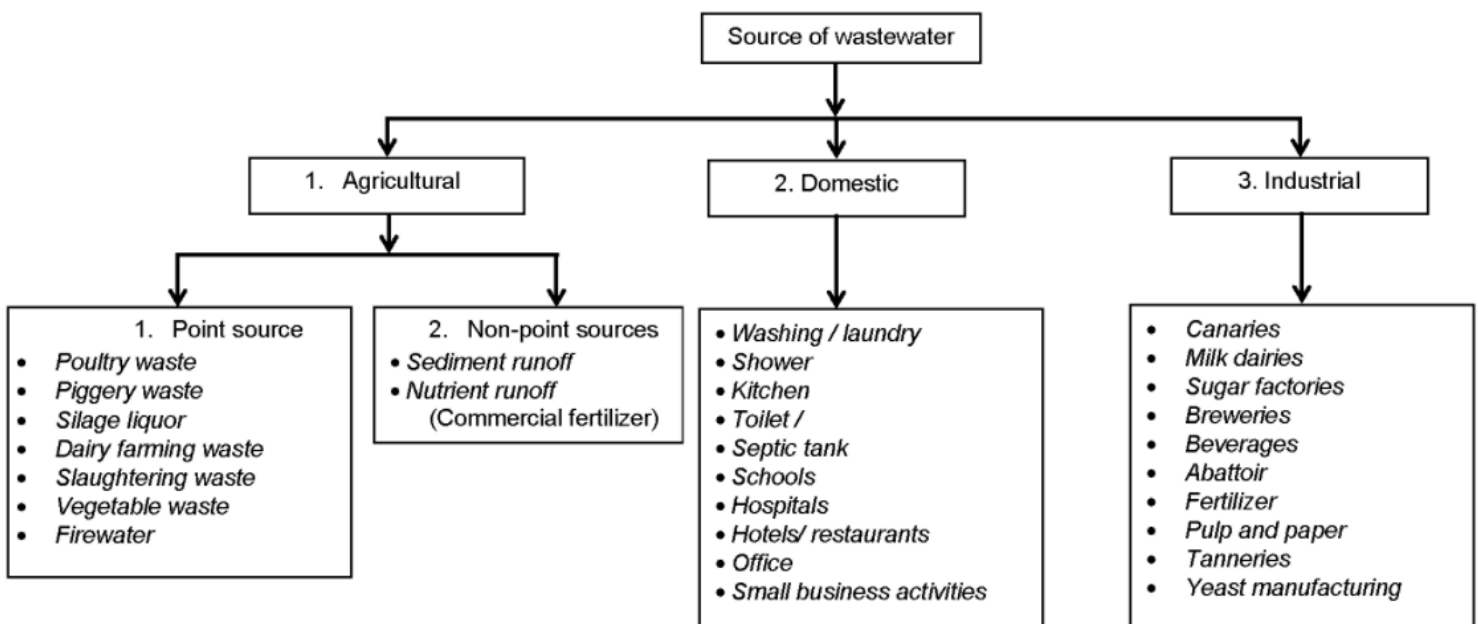 Source of wastewater
1. Agricultural
2. Domestic
3. Industrial
1. Point source
• Poultry waste
• Piggery waste
• Silage liquor
• Dairy farming waste
• Slaughtering waste
• Vegetable waste
• Firewater
2. Non-point sources
• Sediment runoff
• Nutrient runoff
(Commercial fertilizer)
• Washing / laundry
• Shower
• Kitchen
• Toilet /
• Septic tank
• Schools
• Hospitals
• Hotels/ restaurants
• Office
• Small business activities
• Canaries
• Milk dairies
• Sugar factories
• Breweries
• Beverages
• Abattoir
• Fertilizer
• Pulp and paper
• Tanneries
• Yeast manufacturing